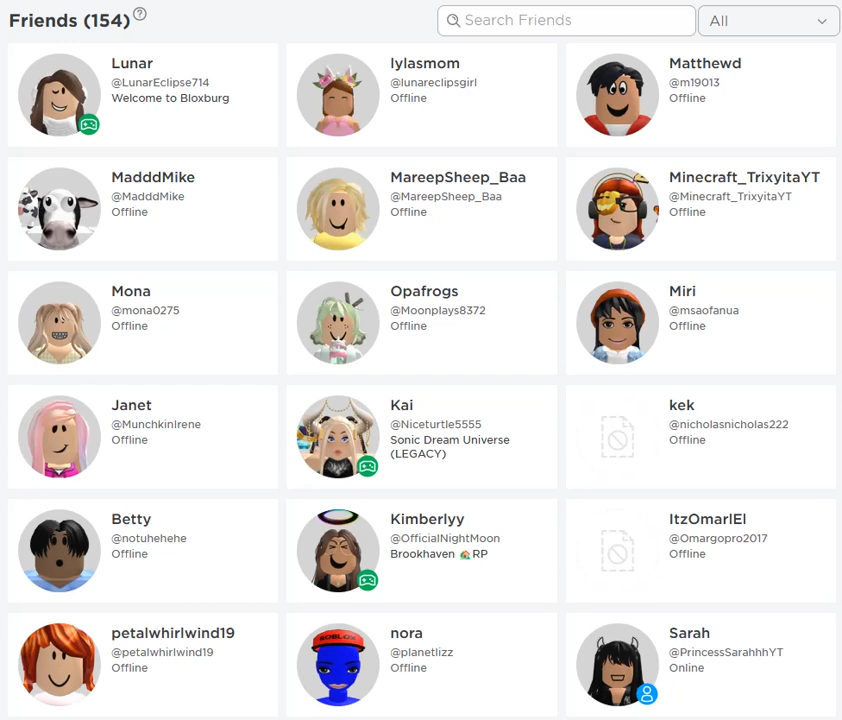 Friends (154) ?
Search Friends
All
Lunar
@LunarEclipse714
Welcome to Bloxburg
lylasmom
@lunareclipsgirl
Offline
Matthewd
@m19013
Offline
MadddMike
@MadddMike
Offline
MareepSheep_Baa
@MareepSheep_Baa
Offline
Minecraft_TrixyitaYT
@Minecraft_TrixyitaYT
Offline
Mona
@mona0275
Offline
Opafrogs
@Moonplays8372
Offline
Miri
@msaofanua
Offline
Janet
@MunchkinIrene
Offline
Kai
@Niceturtle5555
Sonic Dream Universe
(LEGACY)
kek
@nicholasnicholas222
Offline
Betty
@notuhehehe
Offline
Kimberlyy
@OfficialNightMoon
Brookhaven 🏡RP
ItzOmarIEl
@Omargopro2017
Offline
petalwhirlwind19
@petalwhirlwind19
Offline
ROBLOX
nora
@planetlizz
Offline
Sarah
@PrincessSarahhhYT
Online